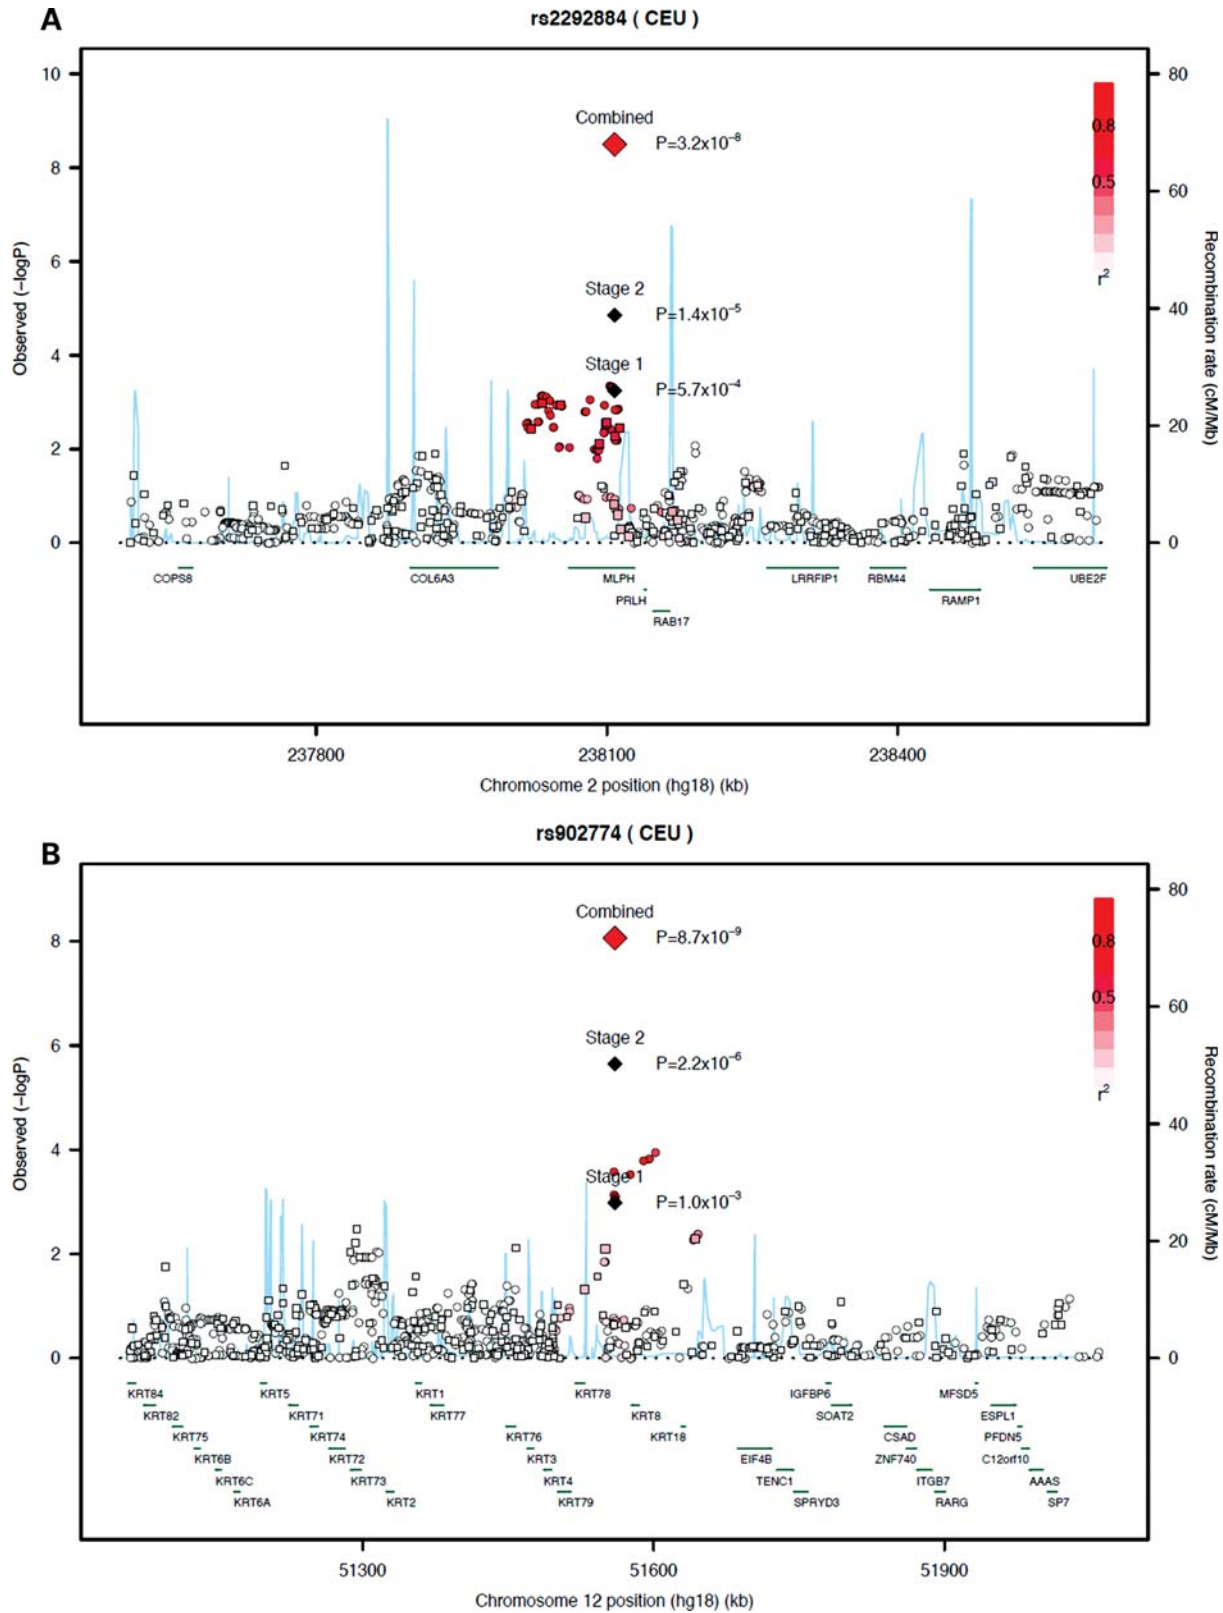 A
rs2292884 ( CEU )
10
8
6
4
2
0
Observed (−logP)
80
60
40
20
0
Recombination rate (cM/Mb)
0.8
0.5
r²
Combined
P=3.2x10⁻⁸
Stage 2
P=1.4x10⁻⁵
Stage 1
P=5.7x10⁻⁴
COPS8 COL6A3 MLPH LRRFIP1 RBM44 UBE2F
PRLH RAMP1
RAB17
237800 238100 238400
Chromosome 2 position (hg18) (kb)
B
rs902774 ( CEU )
8
6
4
2
0
Observed (−logP)
80
60
40
20
0
Recombination rate (cM/Mb)
0.8
0.5
r²
Combined
P=8.7x10⁻⁹
Stage 2
P=2.2x10⁻⁶
Stage 1
P=1.0x10⁻³
KRT84 KRT5 KRT1 KRT78 IGFBP6 MFSD5
KRT82 KRT71 KRT77 KRT8 SOAT2 ESPL1
KRT75 KRT74 KRT76 KRT18 CSAD PFDN5
KRT6B KRT72 KRT3 EIF4B ZNF740 C12orf10
KRT6C KRT73 KRT4 TENC1 ITGB7 AAAS
KRT6A KRT2 KRT79 SPRYD3 RARG SP7
51300 51600 51900
Chromosome 12 position (hg18) (kb)